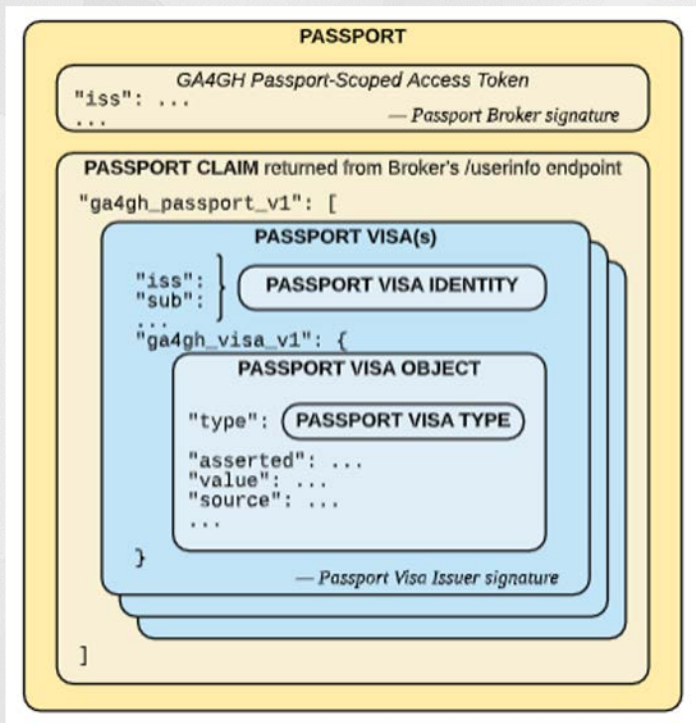 PASSPORT
GA4GH Passport-Scoped Access Token
"iss": ...
...
— Passport Broker signature
PASSPORT CLAIM returned from Broker's /userinfo endpoint
"ga4gh_passport_v1": [
PASSPORT VISA(s)
"iss":
"sub":
}
PASSPORT VISA IDENTITY
...
"ga4gh_visa_v1": {
PASSPORT VISA OBJECT
"type": PASSPORT VISA TYPE
"asserted": ...
"value": ...
"source": ...
...
}
— Passport Visa Issuer signature
]